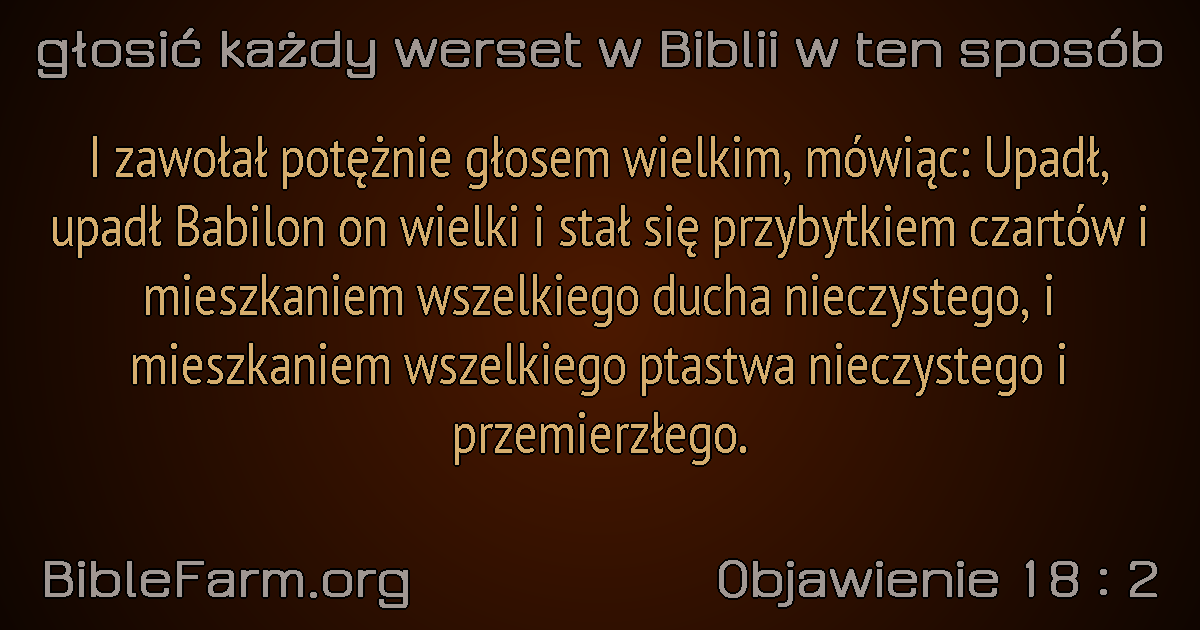 głosić każdy werset w Biblii w ten sposób
I zawołał potężnie głosem wielkim, mówiąc: Upadł,
upadł Babilon on wielki i stał się przybytkiem czartów i
mieszkaniem wszelkiego ducha nieczystego, i
mieszkaniem wszelkiego ptastwa nieczystego i
przemierzłego.
BibleFarm.org
Objawienie 18 : 2